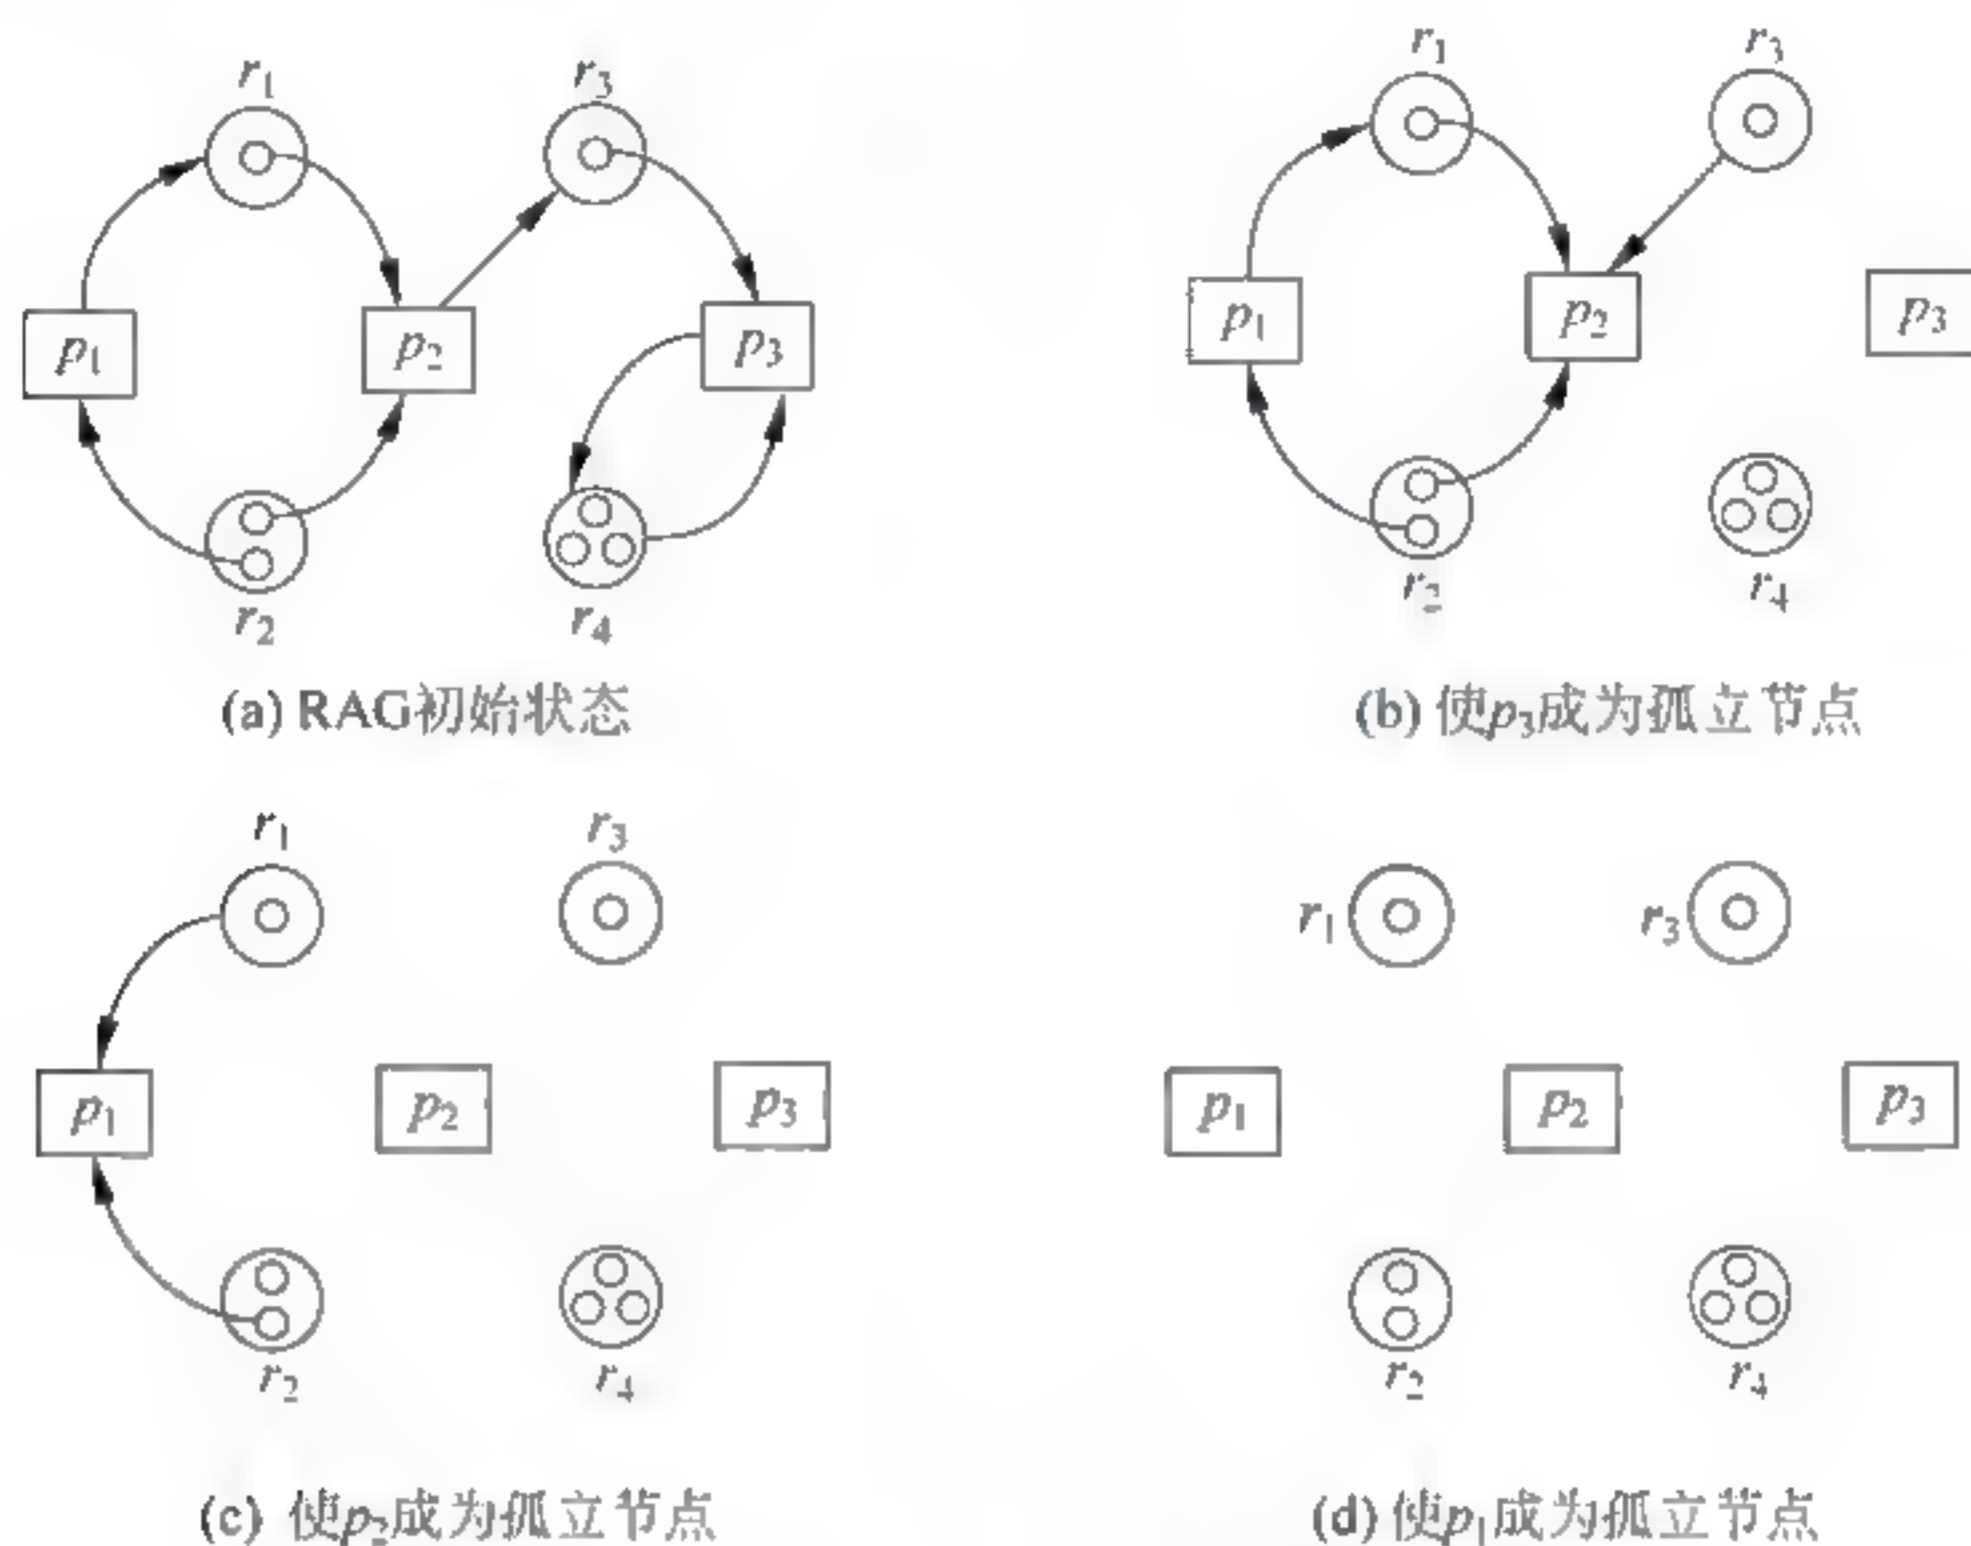 r1 r3
p1 p2 p3
r2 r4
(a) RAG初始状态
r1 r3
p1 p2 p3
r2 r4
(b) 使p3成为孤立节点
r1 r3
p1 p2 p3
r2 r4
(c) 使p2成为孤立节点
r1 r3
p1 p2 p3
r2 r4
(d) 使p1成为孤立节点